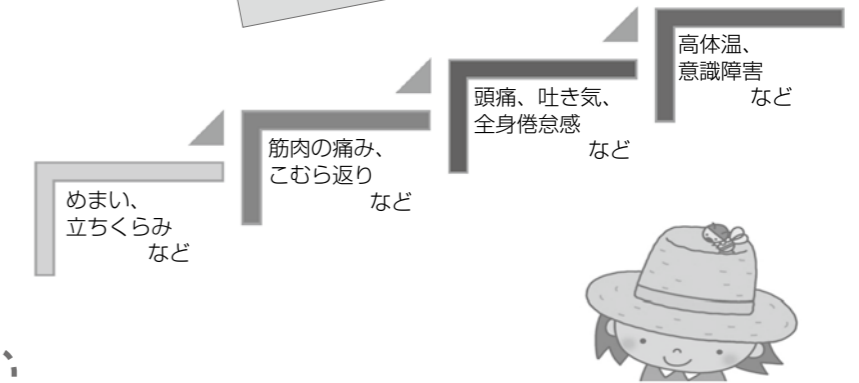 めまい、
立ちくらみ
など
筋肉の痛み、
こむら返り
など
頭痛、吐き気、
全身倦怠感
など
高体温、
意識障害
など